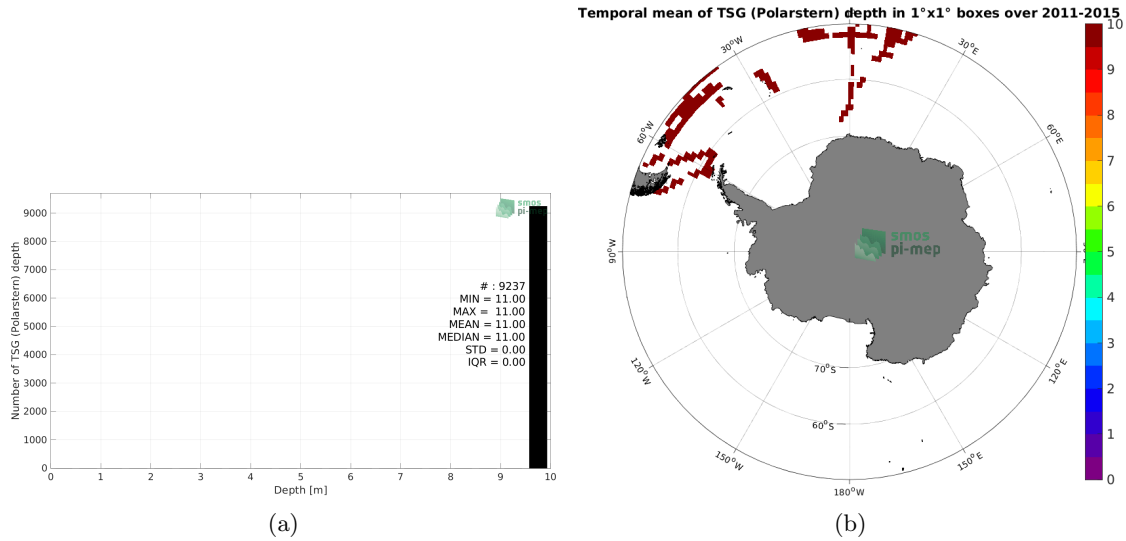 Temporal mean of TSG (Polarstern) depth in 1°x1° boxes over 2011-2015
Number of TSG (Polarstern) depth
9000
8000
7000
6000
5000
4000
3000
2000
1000
0
smos
pi-mep
# : 9237
MIN = 11.00
MAX = 11.00
MEAN = 11.00
MEDIAN = 11.00
STD = 0.00
IQR = 0.00
0 1 2 3 4 5 6 7 8 9 10
Depth [m]
(a)
30°W
30°E
60°W
60°E
90°W
120°W
120°E
150°W
150°E
180°W
70°S
60°S
smos
pi-mep
10
9
8
7
6
5
4
3
2
1
0
(b)